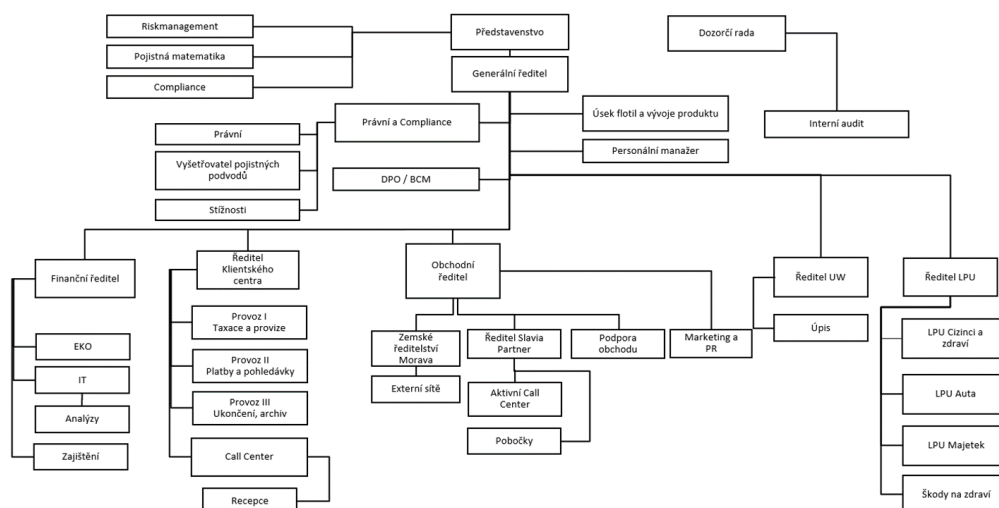 Riskmanagement
Představenstvo
Dozorčí rada
Pojistná matematika
Generální ředitel
Compliance
Právní a Compliance
Úsek flotil a vývoje produktu
Interní audit
Právní
Personální manažer
Vyšetřovatel pojistných
podvodů
DPO / BCM
Stížnosti
Finanční ředitel
Ředitel
Klientského
centra
Obchodní
ředitel
Ředitel UW
Ředitel LPU
Provoz I
Taxace a provize
Zemské
ředitelství
Morava
Ředitel Slavia
Partner
Podpora
obchodu
Marketing a
PR
Úpis
LPU Cizinci a
zdraví
EKO
Provoz II
Platby a pohledávky
IT
Externí sítě
Aktivní Call
Center
LPU Auta
Analýzy
Provoz III
Ukončení, archiv
Pobočky
LPU Majetek
Zajištění
Call Center
Recepce
Škody na zdraví